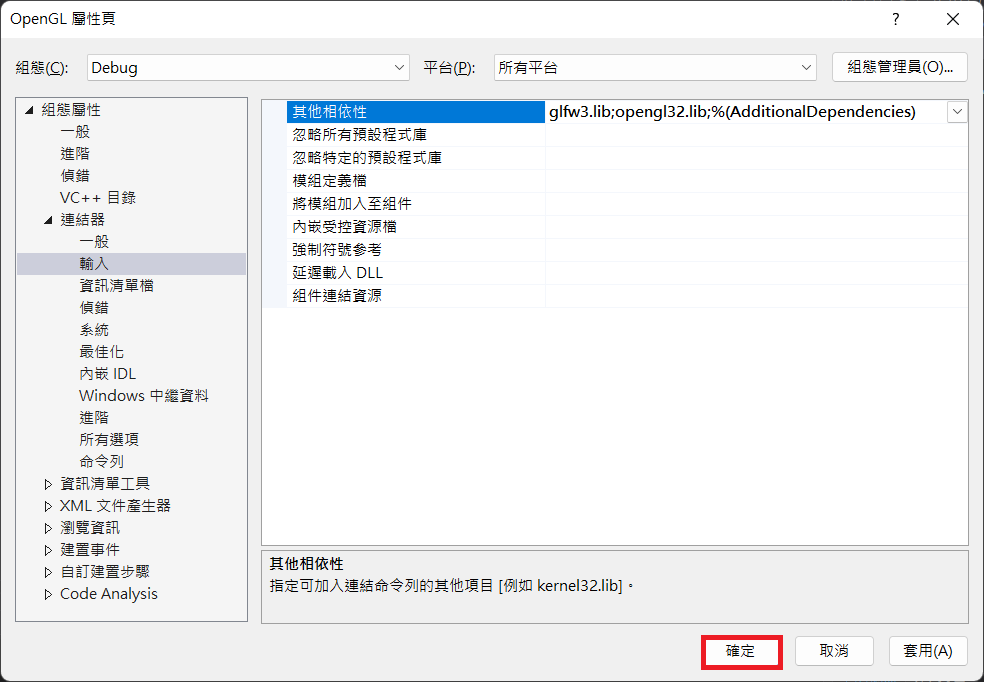 OpenGL 屬性頁
組態(C): Debug 平台(P): 所有平台 組態管理員(O)...
組態屬性
一般
進階
偵錯
VC++ 目錄
連結器
一般
輸入
資訊清單檔
偵錯
系統
最佳化
內嵌 IDL
Windows 中繼資料
進階
所有選項
命令列
資訊清單工具
XML 文件產生器
瀏覽資訊
建置事件
自訂建置步驟
Code Analysis
其他相依性 glfw3.lib;opengl32.lib;%(AdditionalDependencies)
忽略所有預設程式庫
忽略特定的預設程式庫
模組定義檔
將模組加入至組件
內嵌受控資源檔
強制符號參考
延遲載入 DLL
組件連結資源
其他相依性
指定可加入連結命令列的其他項目 [例如 kernel32.lib]。
確定 取消 套用(A)